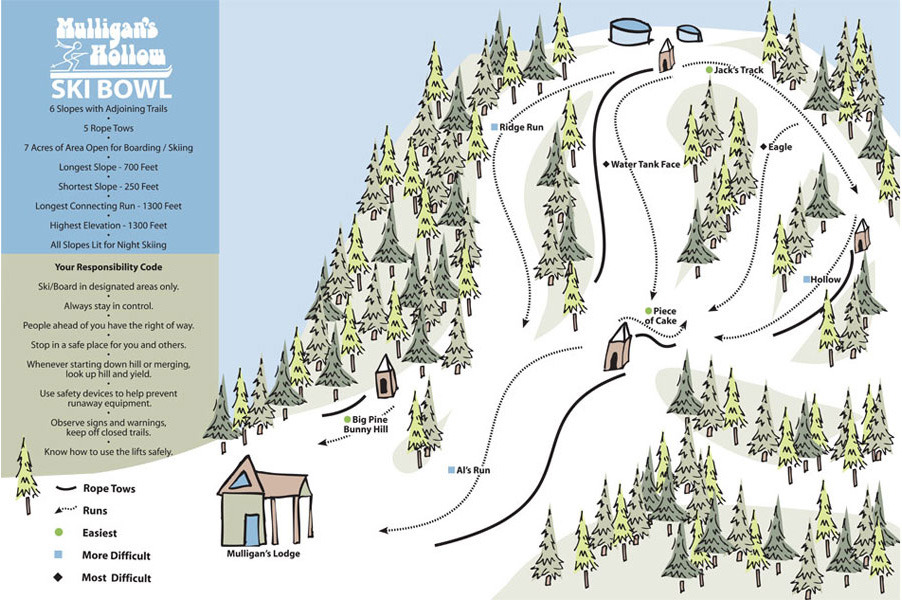 Mulligan's
Hollow
SKI BOWL
6 Slopes with Adjoining Trails
•
5 Rope Tows
•
7 Acres of Area Open for Boarding / Skiing
•
Longest Slope - 700 Feet
•
Shortest Slope - 250 Feet
•
Longest Connecting Run - 1300 Feet
•
Highest Elevation - 1300 Feet
•
All Slopes Lit for Night Skiing
Your Responsibility Code
Ski/Board in designated areas only.
•
Always stay in control.
•
People ahead of you have the right of way.
•
Stop in a safe place for you and others.
•
Whenever starting down hill or merging,
look up hill and yield.
•
Use safety devices to help prevent
runaway equipment.
•
Observe signs and warnings,
keep off closed trails.
•
Know how to use the lifts safely.
Rope Tows
Runs
Easiest
More Difficult
Most Difficult
Jack's Track
Ridge Run
Eagle
Water Tank Face
Hollow
Piece
of Cake
Big Pine
Bunny Hill
Al's Run
Mulligan's Lodge